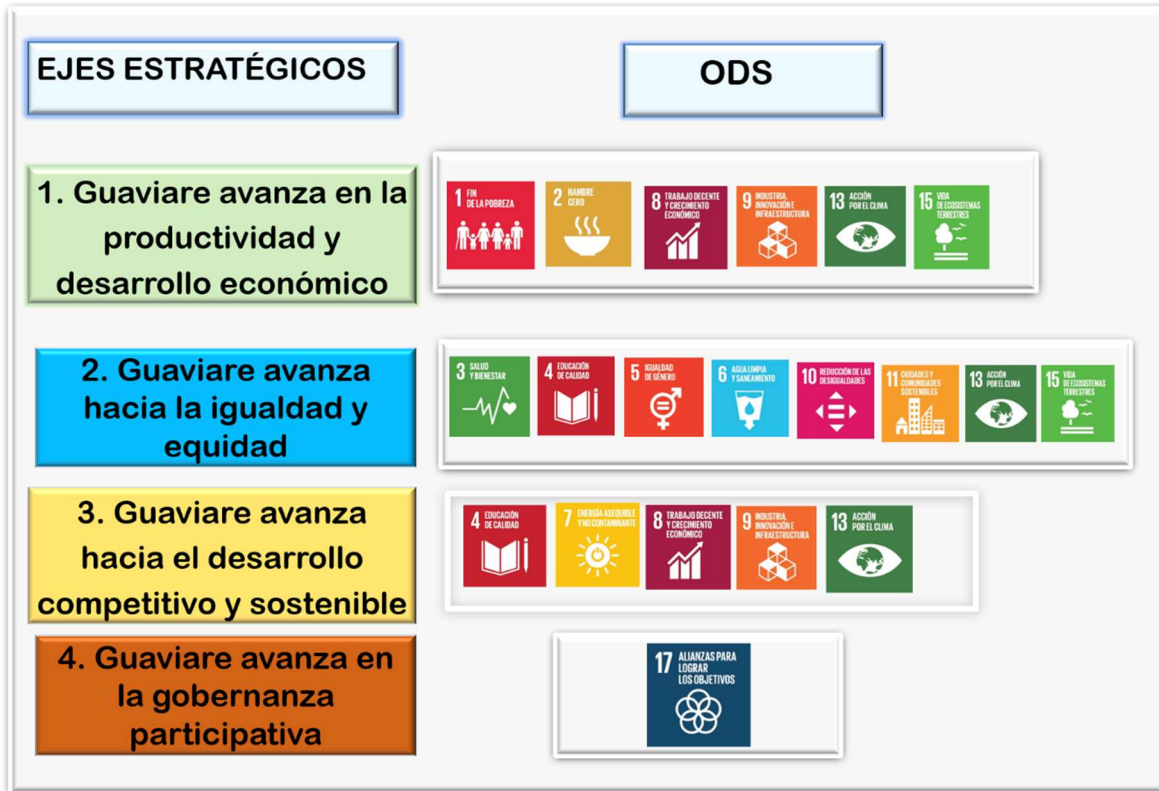 EJES ESTRATÉGICOS
ODS
1. Guaviare avanza en la
productividad y
desarrollo económico
1 FIN
DE LA POBREZA
2 HAMBRE
CERO
8 TRABAJO DECENTE
Y CRECIMIENTO
ECONÓMICO
9 INDUSTRIA,
INNOVACIÓN E
INFRAESTRUCTURA
13 ACCIÓN
POR EL CLIMA
15 VIDA
DE ECOSISTEMAS
TERRESTRES
2. Guaviare avanza
hacia la igualdad y
equidad
3 SALUD
Y BIENESTAR
4 EDUCACIÓN
DE CALIDAD
5 IGUALDAD
DE GÉNERO
6 AGUA LIMPIA
Y SANEAMIENTO
10 REDUCCIÓN DE LAS
DESIGUALDADES
11 CIUDADES Y
COMUNIDADES
SOSTENIBLES
13 ACCIÓN
POR EL CLIMA
15 VIDA
DE ECOSISTEMAS
TERRESTRES
3. Guaviare avanza
hacia el desarrollo
competitivo y sostenible
4 EDUCACIÓN
DE CALIDAD
7 ENERGÍA ASEQUIBLE
Y NO CONTAMINANTE
8 TRABAJO DECENTE
Y CRECIMIENTO
ECONÓMICO
9 INDUSTRIA,
INNOVACIÓN E
INFRAESTRUCTURA
13 ACCIÓN
POR EL CLIMA
4. Guaviare avanza en
la gobernanza
participativa
17 ALIANZAS PARA
LOGRAR
LOS OBJETIVOS